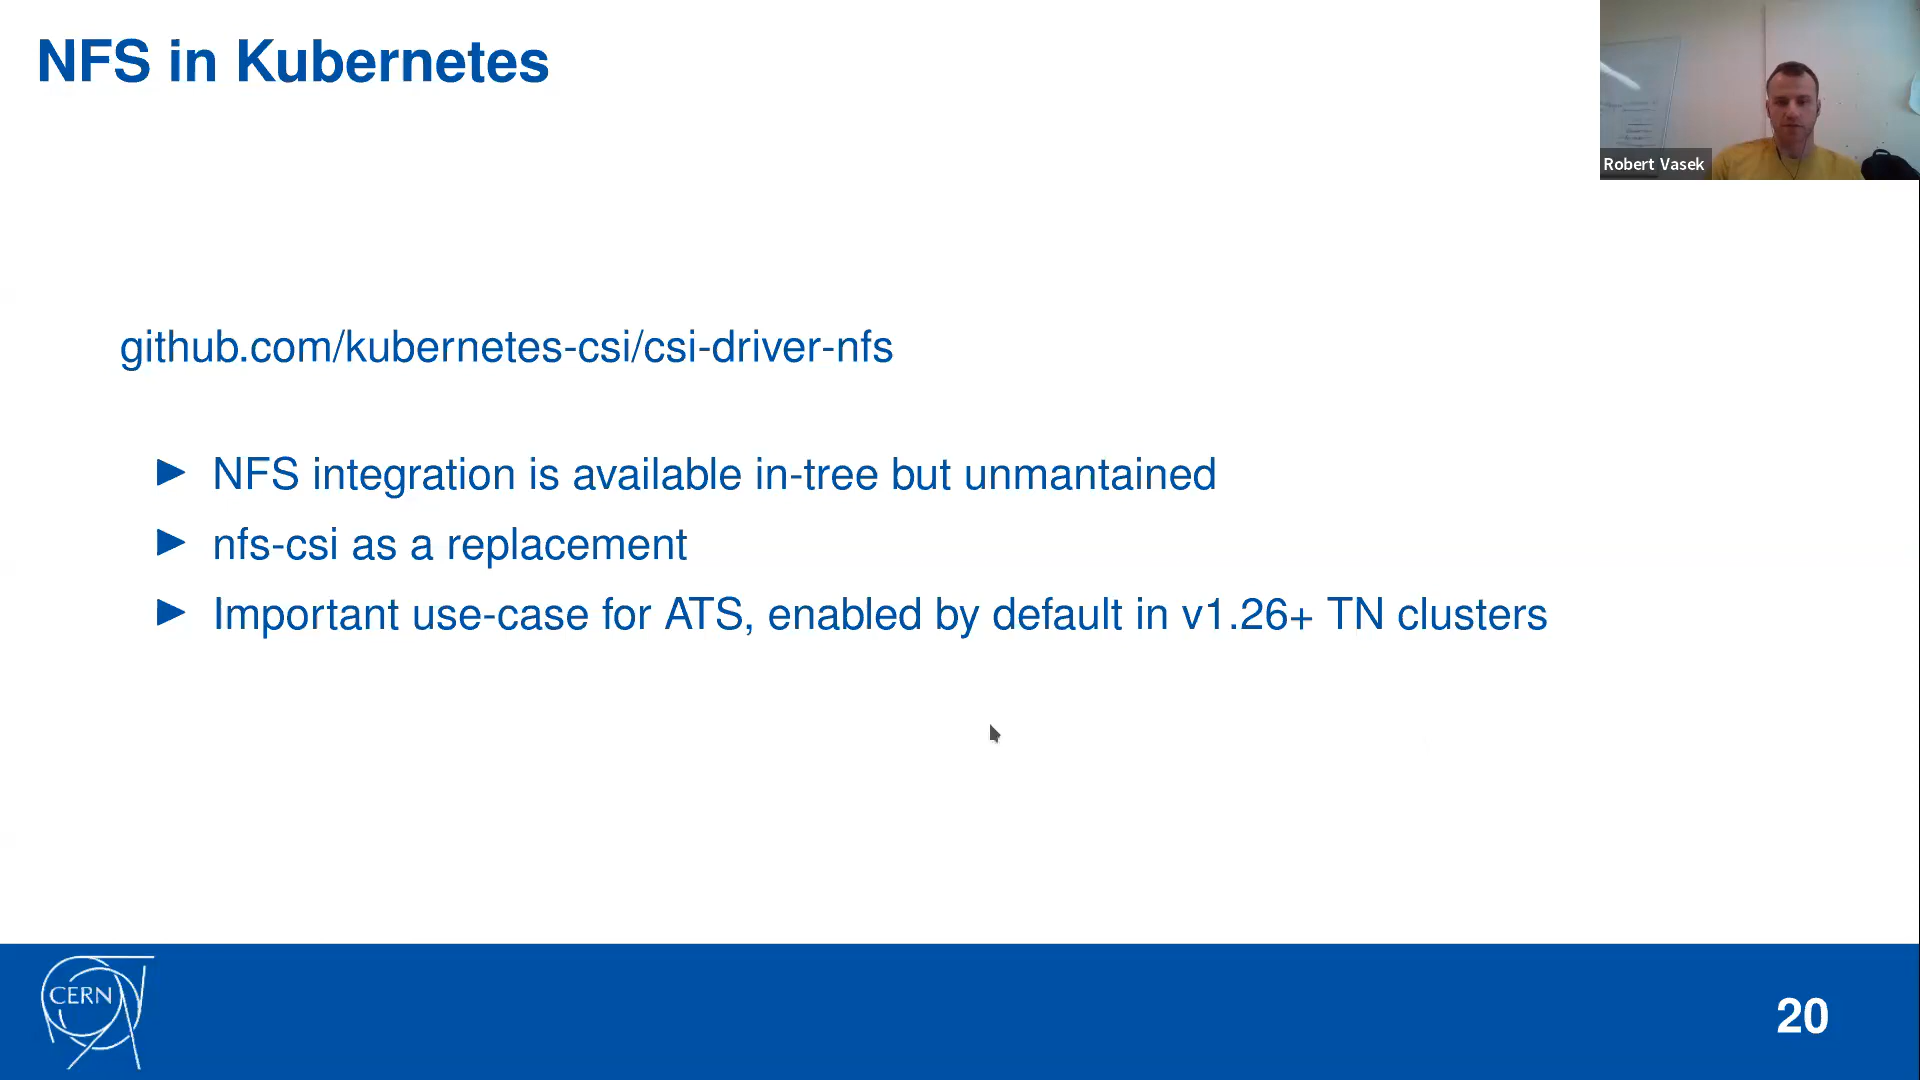 NFS in Kubernetes
Robert Vasek
github.com/kubernetes-csi/csi-driver-nfs
NFS integration is available in-tree but unmantained
nfs-csi as a replacement
Important use-case for ATS, enabled by default in v1.26+ TN clusters
CERN
20